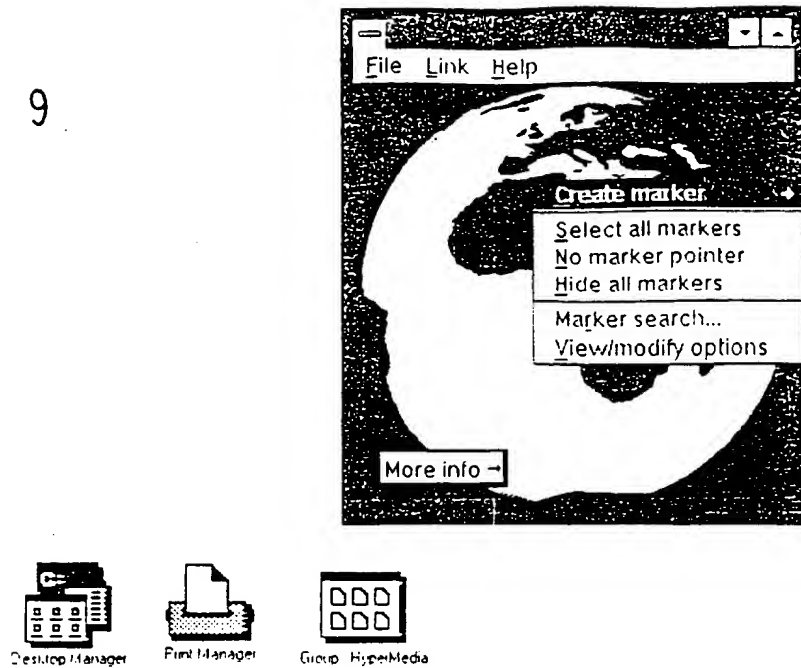 9
File Link Help
Create marker
Select all markers
No marker pointer
Hide all markers
Marker search...
View/modify options
More info →
Desktop Manager
Print Manager
Group HyperMedia